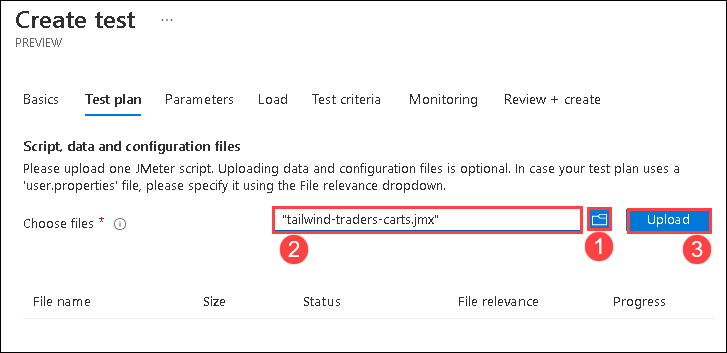 Create test ...
PREVIEW
Basics Test plan Parameters Load Test criteria Monitoring Review + create
Script, data and configuration files
Please upload one JMeter script. Uploading data and configuration files is optional. In case your test plan uses a
'user.properties' file, please specify it using the File relevance dropdown.
Choose files * "tailwind-traders-carts.jmx" Upload
2 1 3
File name Size Status File relevance Progress